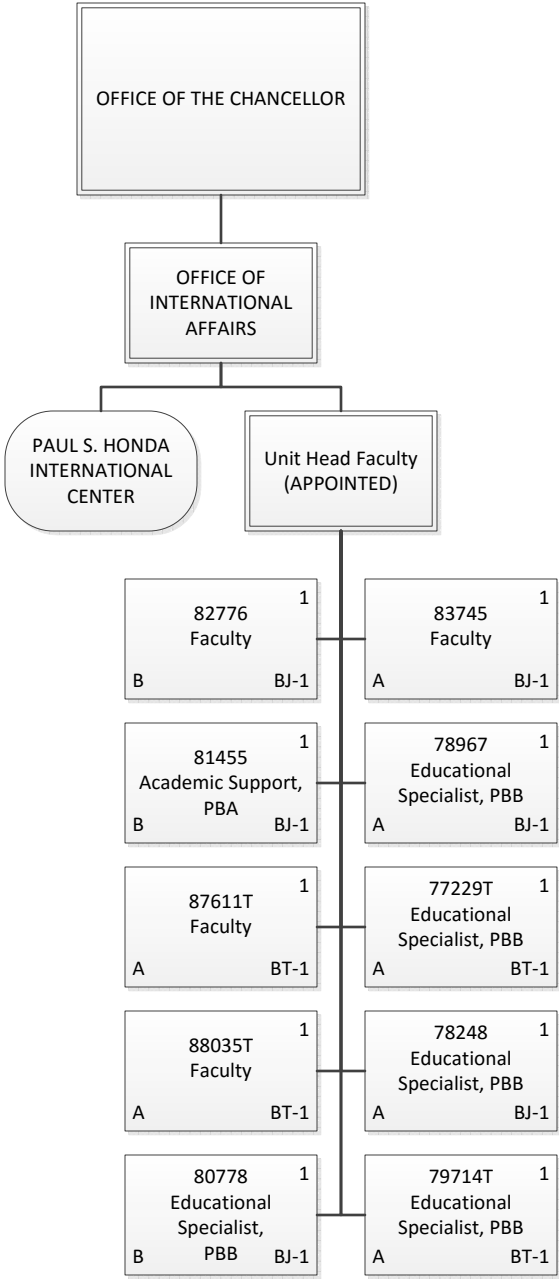 OFFICE OF THE CHANCELLOR
OFFICE OF
INTERNATIONAL
AFFAIRS
PAUL S. HONDA
INTERNATIONAL
CENTER
Unit Head Faculty
(APPOINTED)
1
82776
Faculty
B BJ-1
1
83745
Faculty
A BJ-1
1
81455
Academic Support,
PBA
B BJ-1
1
78967
Educational
Specialist, PBB
A BJ-1
1
87611T
Faculty
A BT-1
1
77229T
Educational
Specialist, PBB
A BT-1
1
88035T
Faculty
A BT-1
1
78248
Educational
Specialist, PBB
A BJ-1
1
80778
Educational
Specialist,
PBB
B BJ-1
1
79714T
Educational
Specialist, PBB
A BT-1